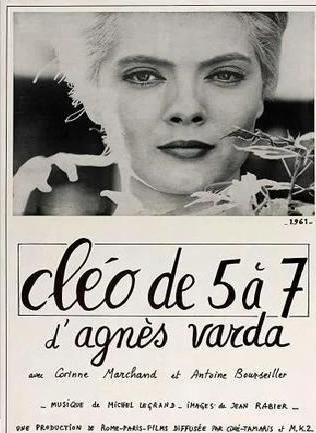 _1961_
cléo de 5 à 7
d'agnès varda
avec Corinne Marchand et Antoine Bourseiller
_ MUSIQUE de MICHEL LEGRAND _ IMAGES de JEAN RABIER _
UNE PRODUCTION DE ROME-PARIS-FILMS DIFFUSÉE PAR CINÉ-TAMARIS et M.K.2.